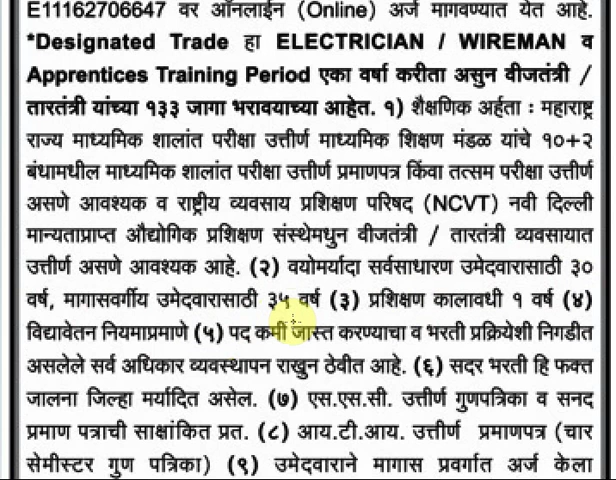 E11162706647 वर ऑनलाईन (Online) अर्ज मागवण्यात येत आहे.
*Designated Trade हा ELECTRICIAN / WIREMAN व
Apprentices Training Period एका वर्षा करीता असुन वीजतंत्री /
तारतंत्री यांच्या १३३ जागा भरावयाच्या आहेत. १) शैक्षणिक अर्हता : महाराष्ट्र
राज्य माध्यमिक शालांत परीक्षा उत्तीर्ण माध्यमिक शिक्षण मंडळ यांचे १०+२
बंधामधील माध्यमिक शालांत परीक्षा उत्तीर्ण प्रमाणपत्र किंवा तत्सम परीक्षा उत्तीर्ण
असणे आवश्यक व राष्ट्रीय व्यवसाय प्रशिक्षण परिषद (NCVT) नवी दिल्ली
मान्यताप्राप्त औद्योगिक प्रशिक्षण संस्थेमधुन वीजतंत्री / तारतंत्री व्यवसायात
उत्तीर्ण असणे आवश्यक आहे. (२) वयोमर्यादा सर्वसाधारण उमेदवारासाठी ३०
वर्ष, मागासवर्गीय उमेदवारासाठी ३५ वर्ष (३) प्रशिक्षण कालावधी १ वर्ष (४)
विद्यावेतन नियमाप्रमाणे (५) पद कमी जास्त करण्याचा व भरती प्रक्रियेशी निगडीत
असलेले सर्व अधिकार व्यवस्थापन राखुन ठेवीत आहे. (६) सदर भरती हि फक्त
जालना जिल्हा मर्यादित असेल. (७) एस.एस.सी. उत्तीर्ण गुणपत्रिका व सनद
प्रमाण पत्राची साक्षांकित प्रत. (८) आय.टी.आय. उत्तीर्ण प्रमाणपत्र (चार
सेमीस्टर गुण पत्रिका) (९) उमेदवाराने मागास प्रवर्गात अर्ज केला